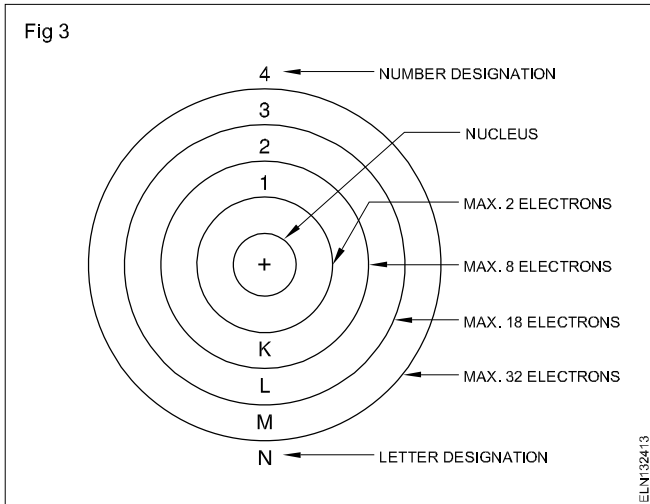 Fig 3
4
NUMBER DESIGNATION
3
NUCLEUS
2
1
MAX. 2 ELECTRONS
+
MAX. 8 ELECTRONS
MAX. 18 ELECTRONS
K
MAX. 32 ELECTRONS
L
M
N
LETTER DESIGNATION
ELN132413